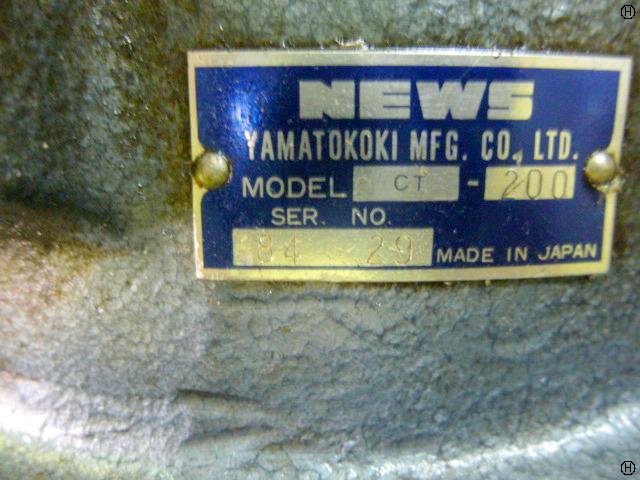 NEWS
YAMATOKOKI MFG. CO., LTD.
MODEL CT - 200
SER. NO.
84 29 MADE IN JAPAN